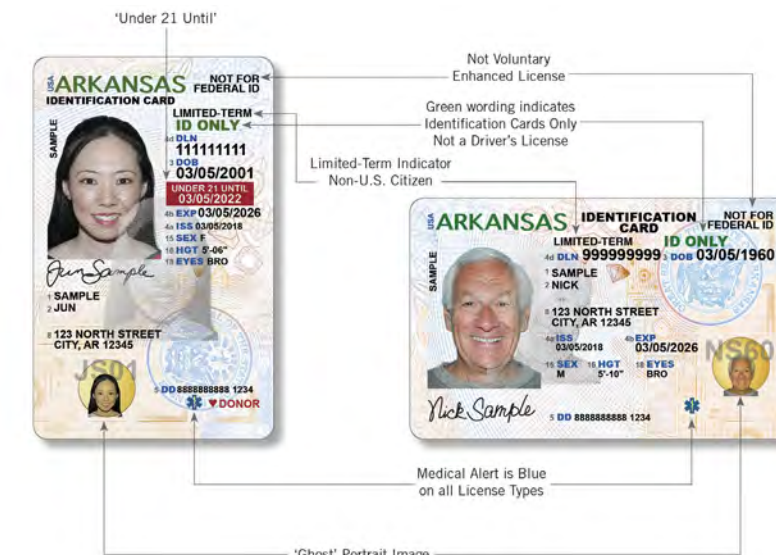 'Under 21 Until'
Not Voluntary
Enhanced License
Green wording indicates
Identification Cards Only
Not a Driver's License
Limited-Term Indicator
Non-U.S. Citizen
USA
ARKANSAS
NOT FOR
FEDERAL ID
IDENTIFICATION CARD
LIMITED-TERM
ID ONLY
SAMPLE
4d DLN
111111111
3 DOB
03/05/2001
UNDER 21 UNTIL
03/05/2022
4b EXP 03/05/2026
4a ISS 03/05/2018
15 SEX F
16 HGT 5'-06"
18 EYES BRO
Jun Sample
1 SAMPLE
2 JUN
8 123 NORTH STREET
CITY, AR 12345
JS01
5 DD 8888888888 1234
DONOR
USA
ARKANSAS
IDENTIFICATION
CARD
NOT FOR
FEDERAL ID
LIMITED-TERM
ID ONLY
SAMPLE
4d DLN 999999999 3 DOB 03/05/1960
1 SAMPLE
2 NICK
8 123 NORTH STREET
CITY, AR 12345
4a ISS
03/05/2018
4b EXP
03/05/2026
15 SEX
M
16 HGT
5'-10"
18 EYES
BRO
NS60
Nick Sample
5 DD 8888888888 1234
Medical Alert is Blue
on all License Types
'Ghost' Portrait Image